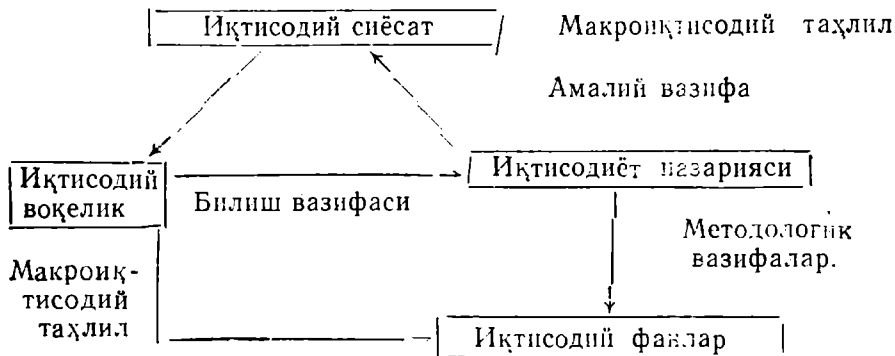 Иқтисодий сиёсат
Макроиқтисодий таҳлил
Амалий вазифа
Иқтисодий
воқелик
Билиш вазифаси
Иқтисодиёт назарияси
Методологик
вазифалар.
Макроиқ-
тисодий
таҳлил
Иқтисодий фанлар